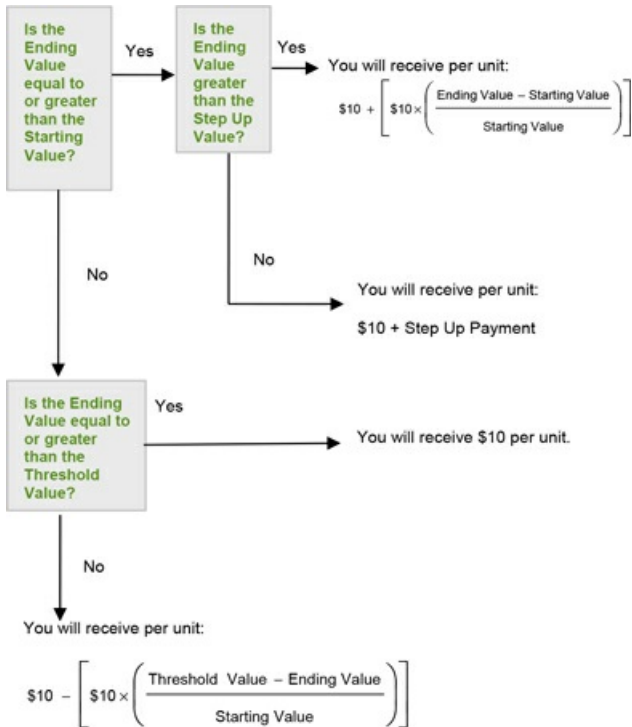 Is the
Ending
Value
equal to
or greater
than the
Starting
Value?
Yes
Is the
Ending
Value
greater
than the
Step Up
Value?
Yes
You will receive per unit:
$10 + [ $10 × ( Ending Value – Starting Value
Starting Value ) ]
No
No
You will receive per unit:
$10 + Step Up Payment
Is the Ending
Value equal to
or greater
than the
Threshold
Value?
Yes
You will receive $10 per unit.
No
You will receive per unit:
$10 – [ $10 × ( Threshold Value – Ending Value
Starting Value ) ]